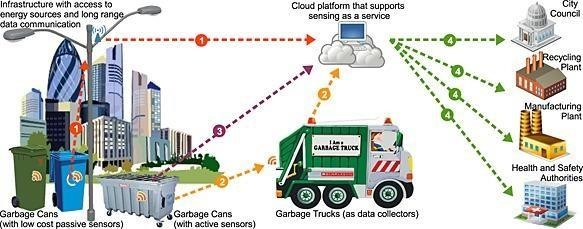 Infrastructure with access to
energy sources and long range
data communication
Cloud platform that supports
sensing as a service
City
Council
Recycling
Plant
Manufacturing
Plant
Health and Safety
Authorities
1
1
2
2
3
4
4
4
4
I Am a
GARBAGE TRUCK
Garbage Cans
(with low cost passive sensors)
Garbage Cans
(with active sensors)
Garbage Trucks (as data collectors)